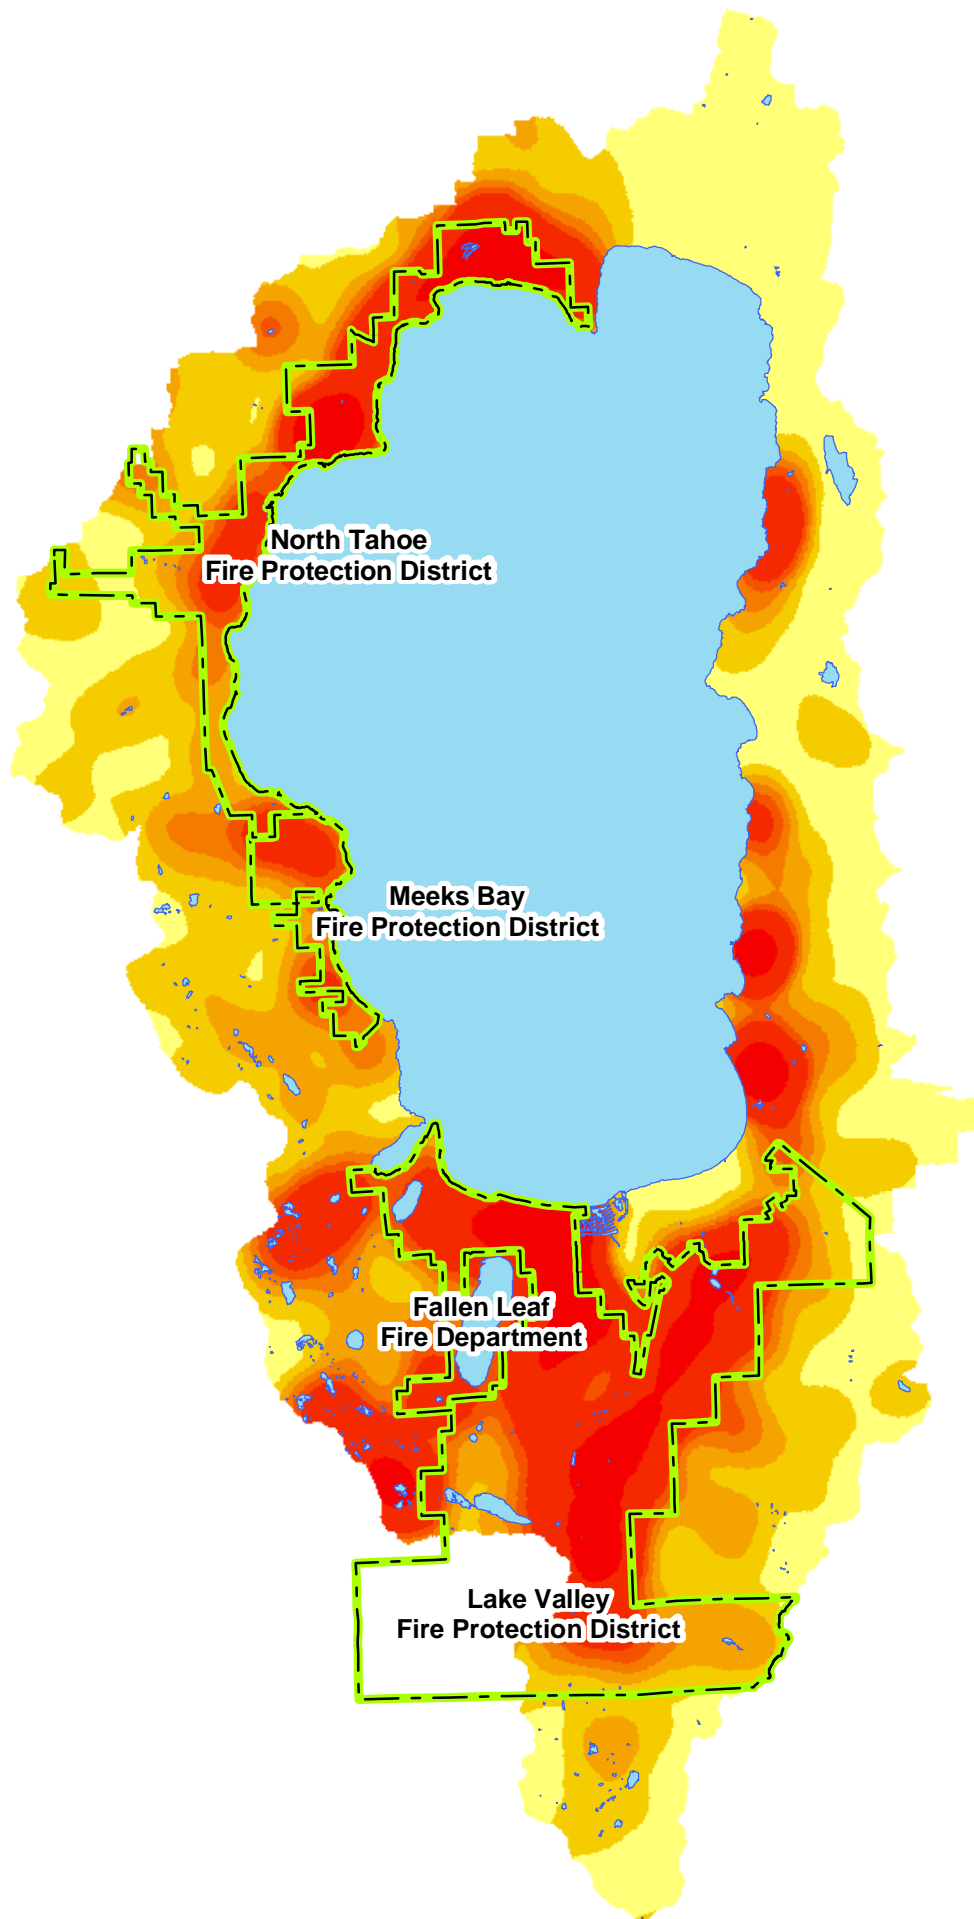 North Tahoe
Fire Protection District
Meeks Bay
Fire Protection District
Fallen Leaf
Fire Department
Lake Valley
Fire Protection District